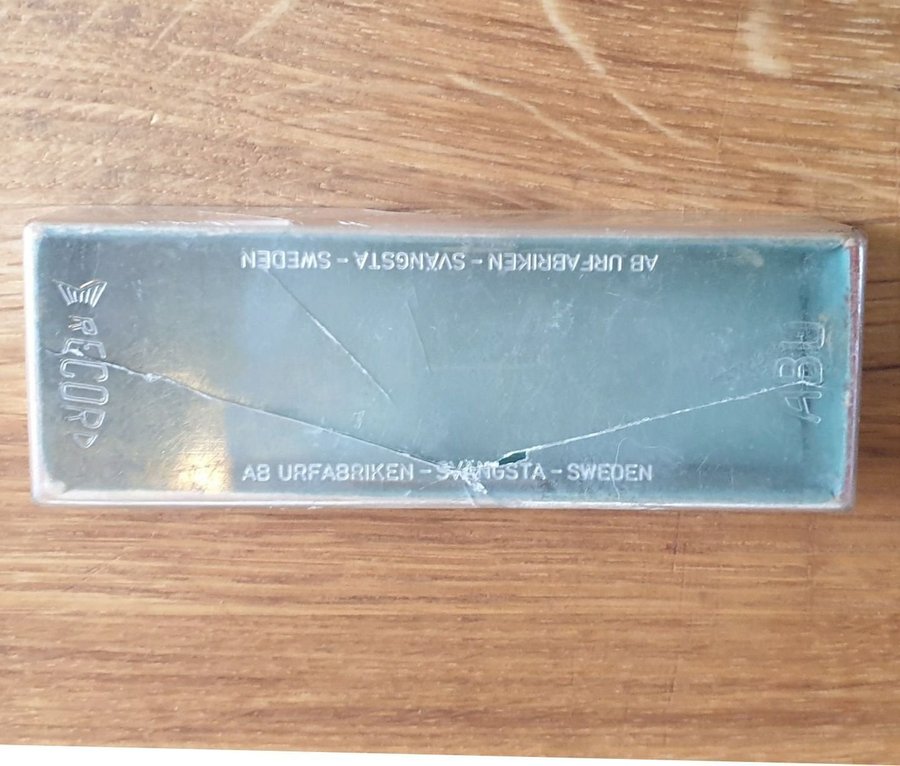 AB URFABRIKEN - SVÄNGSTA - SWEDEN
RECORD
ABU
AB URFABRIKEN - SVÄNGSTA - SWEDEN